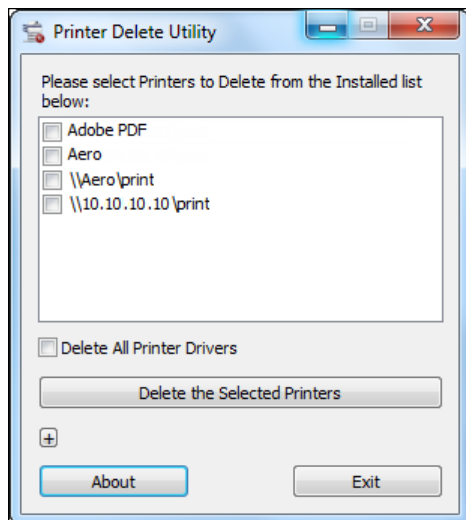 Printer Delete Utility
Please select Printers to Delete from the Installed list
below:
Adobe PDF
Aero
\\Aero\print
\\10.10.10.10\print
Delete All Printer Drivers
Delete the Selected Printers
About
Exit